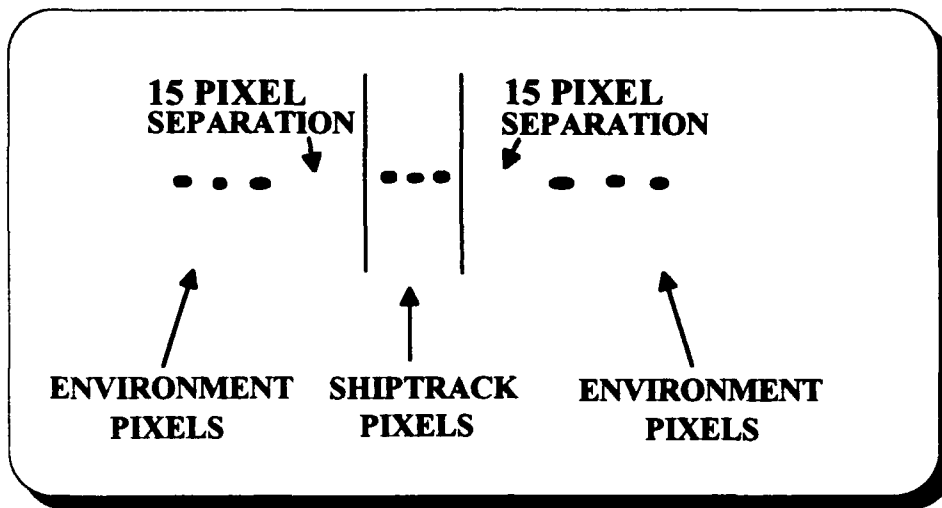 15 PIXEL
SEPARATION
15 PIXEL
SEPARATION
ENVIRONMENT
PIXELS
SHIPTRACK
PIXELS
ENVIRONMENT
PIXELS